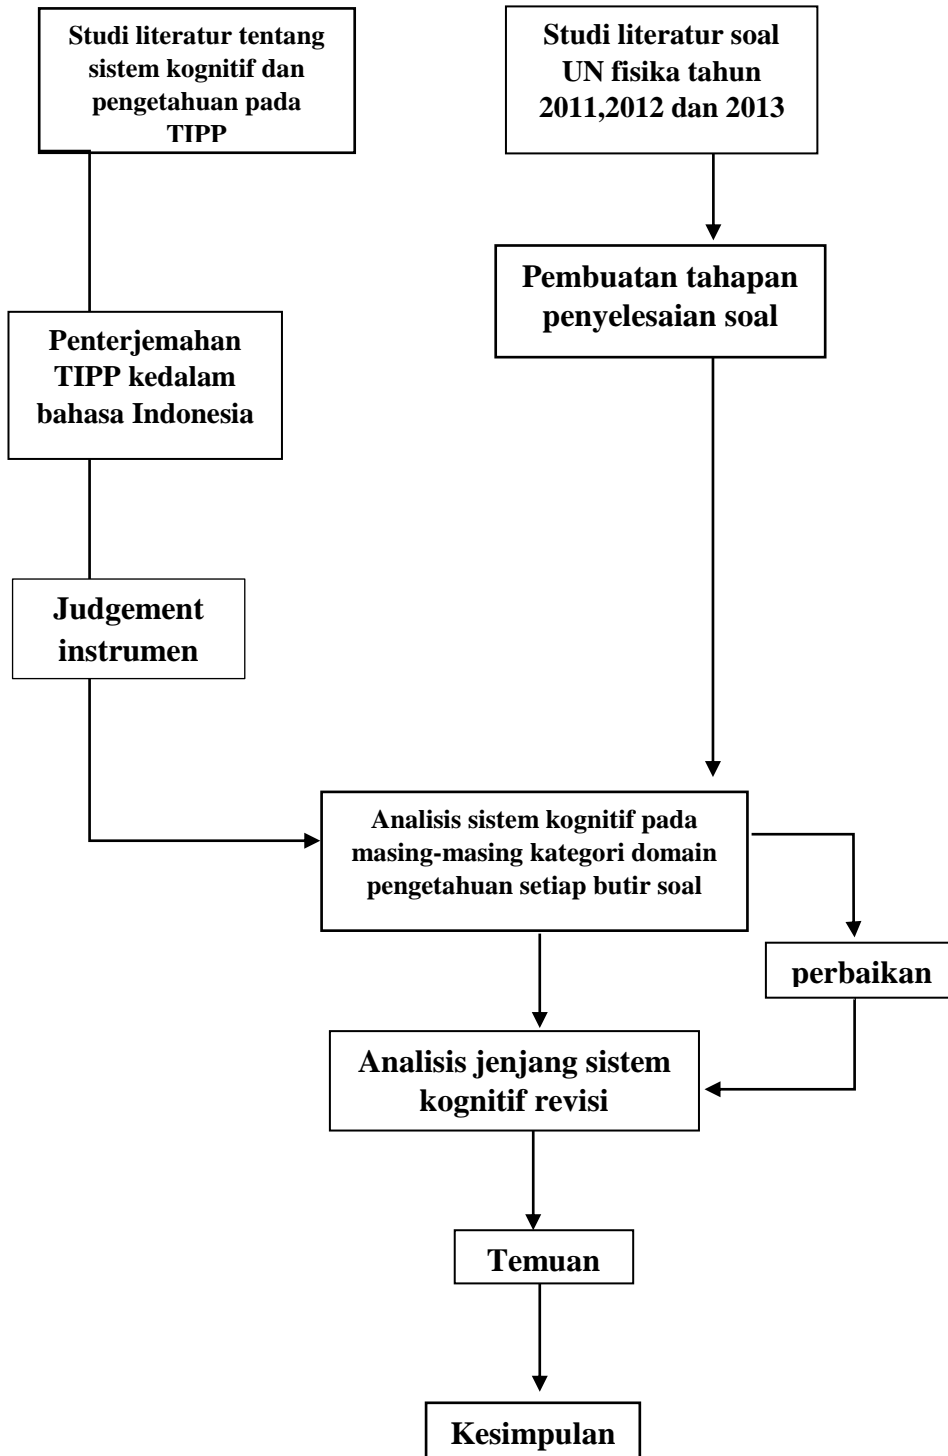 Studi literatur tentang
sistem kognitif dan
pengetahuan pada
TIPP
Studi literatur soal
UN fisika tahun
2011,2012 dan 2013
Pembuatan tahapan
penyelesaian soal
Penterjemahan
TIPP kedalam
bahasa Indonesia
Judgement
instrumen
Analisis sistem kognitif pada
masing-masing kategori domain
pengetahuan setiap butir soal
perbaikan
Analisis jenjang sistem
kognitif revisi
Temuan
Kesimpulan